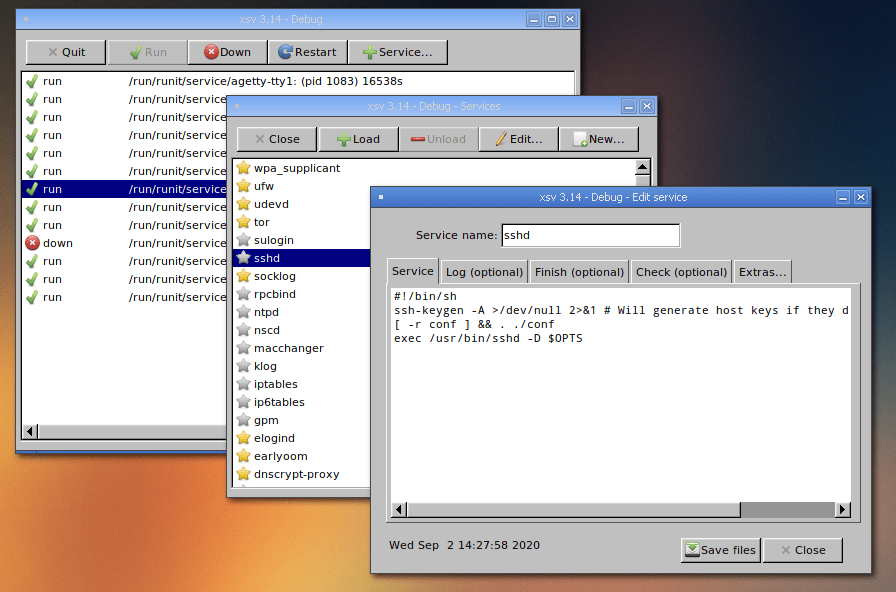 xsv 3.14 - Debug
Quit
Run
Down
Restart
Service...
run /run/runit/service/agetty-tty1: (pid 1083) 16538s
run /run/runit/service
run /run/runit/service
run /run/runit/service
run /run/runit/service
run /run/runit/service
run /run/runit/service
run /run/runit/service
run /run/runit/service
down /run/runit/service
run /run/runit/service
run /run/runit/service
run /run/runit/service
xsv 3.14 - Debug - Services
Close
Load
Unload
Edit...
New...
wpa_supplicant
ufw
udevd
tor
sulogin
sshd
socklog
rpcbind
ntpd
nscd
macchanger
klog
iptables
ip6tables
gpm
elogind
earlyoom
dnscrypt-proxy
xsv 3.14 - Debug - Edit service
Service name: sshd
Service
Log (optional)
Finish (optional)
Check (optional)
Extras...
#!/bin/sh
ssh-keygen -A >/dev/null 2>&1 # Will generate host keys if they d
[ -r conf ] && . ./conf
exec /usr/bin/sshd -D $OPTS
Wed Sep 2 14:27:58 2020
Save files
Close